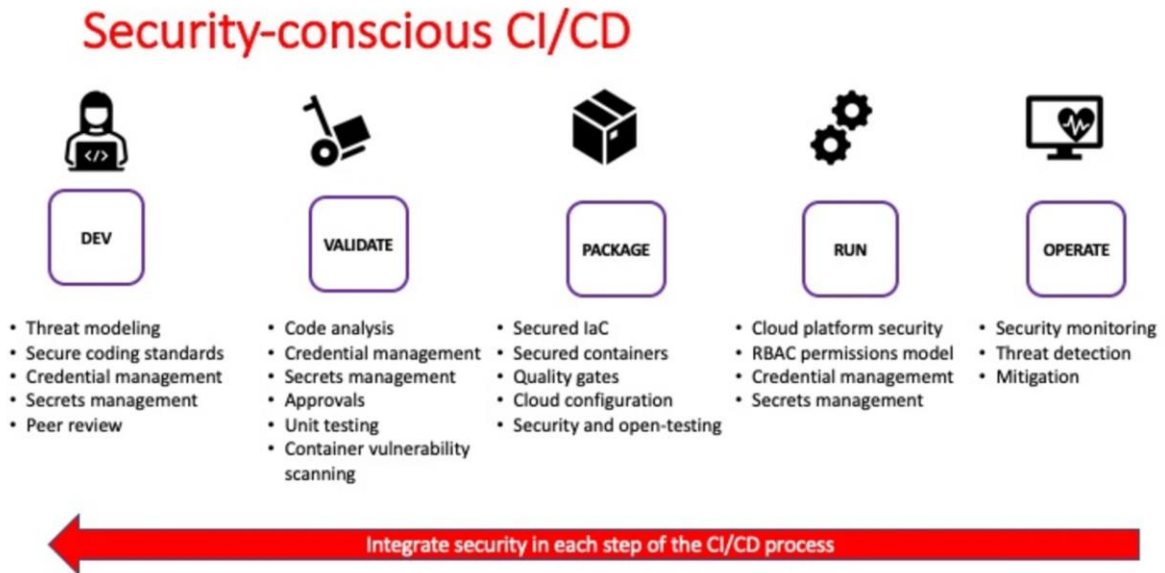 Security-conscious CI/CD
</>
DEV
VALIDATE
PACKAGE
RUN
OPERATE
• Threat modeling
• Secure coding standards
• Credential management
• Secrets management
• Peer review
• Code analysis
• Credential management
• Secrets management
• Approvals
• Unit testing
• Container vulnerability
scanning
• Secured IaC
• Secured containers
• Quality gates
• Cloud configuration
• Security and open-testing
• Cloud platform security
• RBAC permissions model
• Credential managememt
• Secrets management
• Security monitoring
• Threat detection
• Mitigation
Integrate security in each step of the CI/CD process